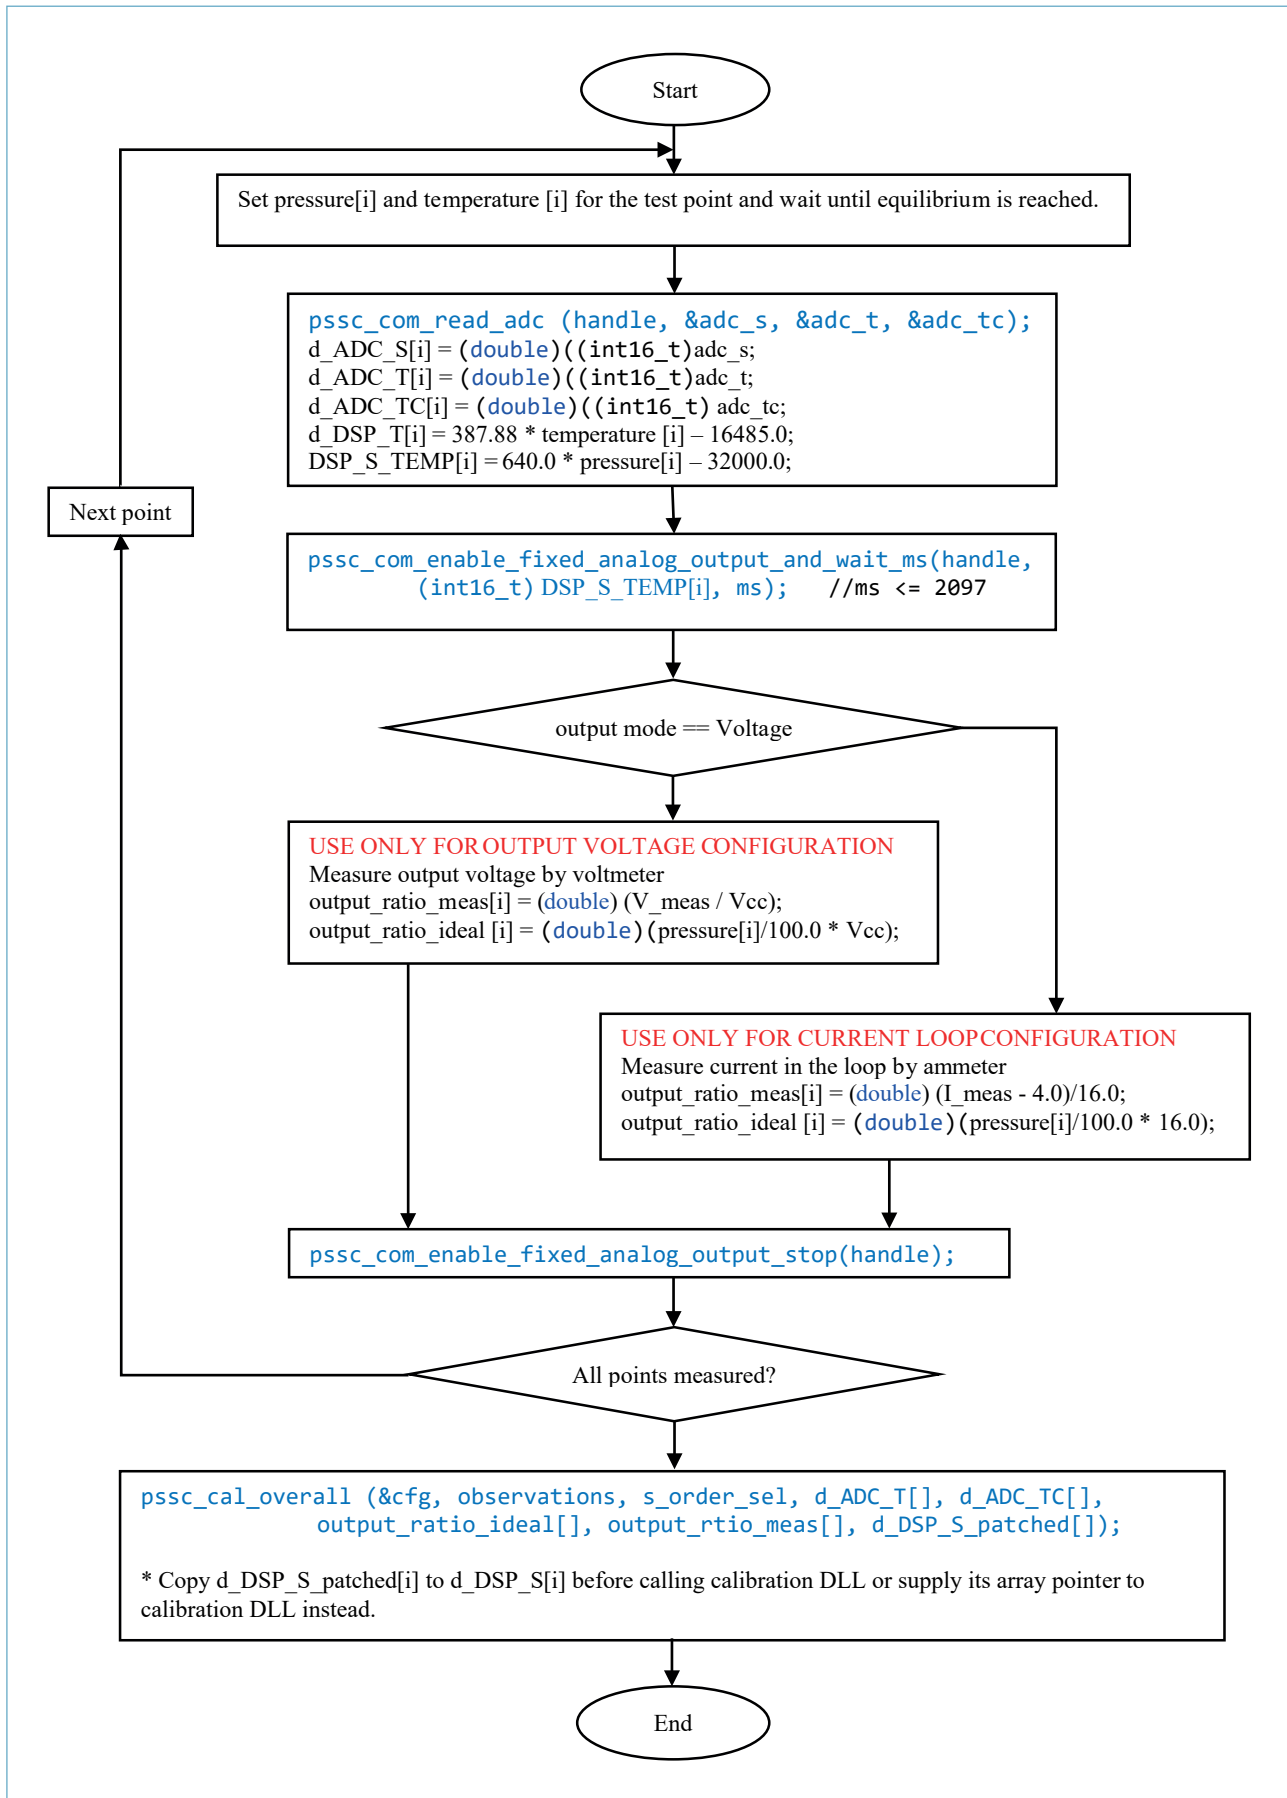 Start
Set pressure[i] and temperature [i] for the test point and wait until equilibrium is reached.
pssc_com_read_adc (handle, &adc_s, &adc_t, &adc_tc);
d_ADC_S[i] = (double)((int16_t)adc_s;
d_ADC_T[i] = (double)((int16_t)adc_t;
d_ADC_TC[i] = (double)((int16_t) adc_tc;
d_DSP_T[i] = 387.88 * temperature [i] – 16485.0;
DSP_S_TEMP[i] = 640.0 * pressure[i] – 32000.0;
Next point
pssc_com_enable_fixed_analog_output_and_wait_ms(handle,
(int16_t) DSP_S_TEMP[i], ms); //ms <= 2097
output mode == Voltage
USE ONLY FOR OUTPUT VOLTAGE CONFIGURATION
Measure output voltage by voltmeter
output_ratio_meas[i] = (double) (V_meas / Vcc);
output_ratio_ideal [i] = (double)(pressure[i]/100.0 * Vcc);
USE ONLY FOR CURRENT LOOP CONFIGURATION
Measure current in the loop by ammeter
output_ratio_meas[i] = (double) (I_meas - 4.0)/16.0;
output_ratio_ideal [i] = (double)(pressure[i]/100.0 * 16.0);
pssc_com_enable_fixed_analog_output_stop(handle);
All points measured?
pssc_cal_overall (&cfg, observations, s_order_sel, d_ADC_T[], d_ADC_TC[],
output_ratio_ideal[], output_rtio_meas[], d_DSP_S_patched[]);
* Copy d_DSP_S_patched[i] to d_DSP_S[i] before calling calibration DLL or supply its array pointer to
calibration DLL instead.
End